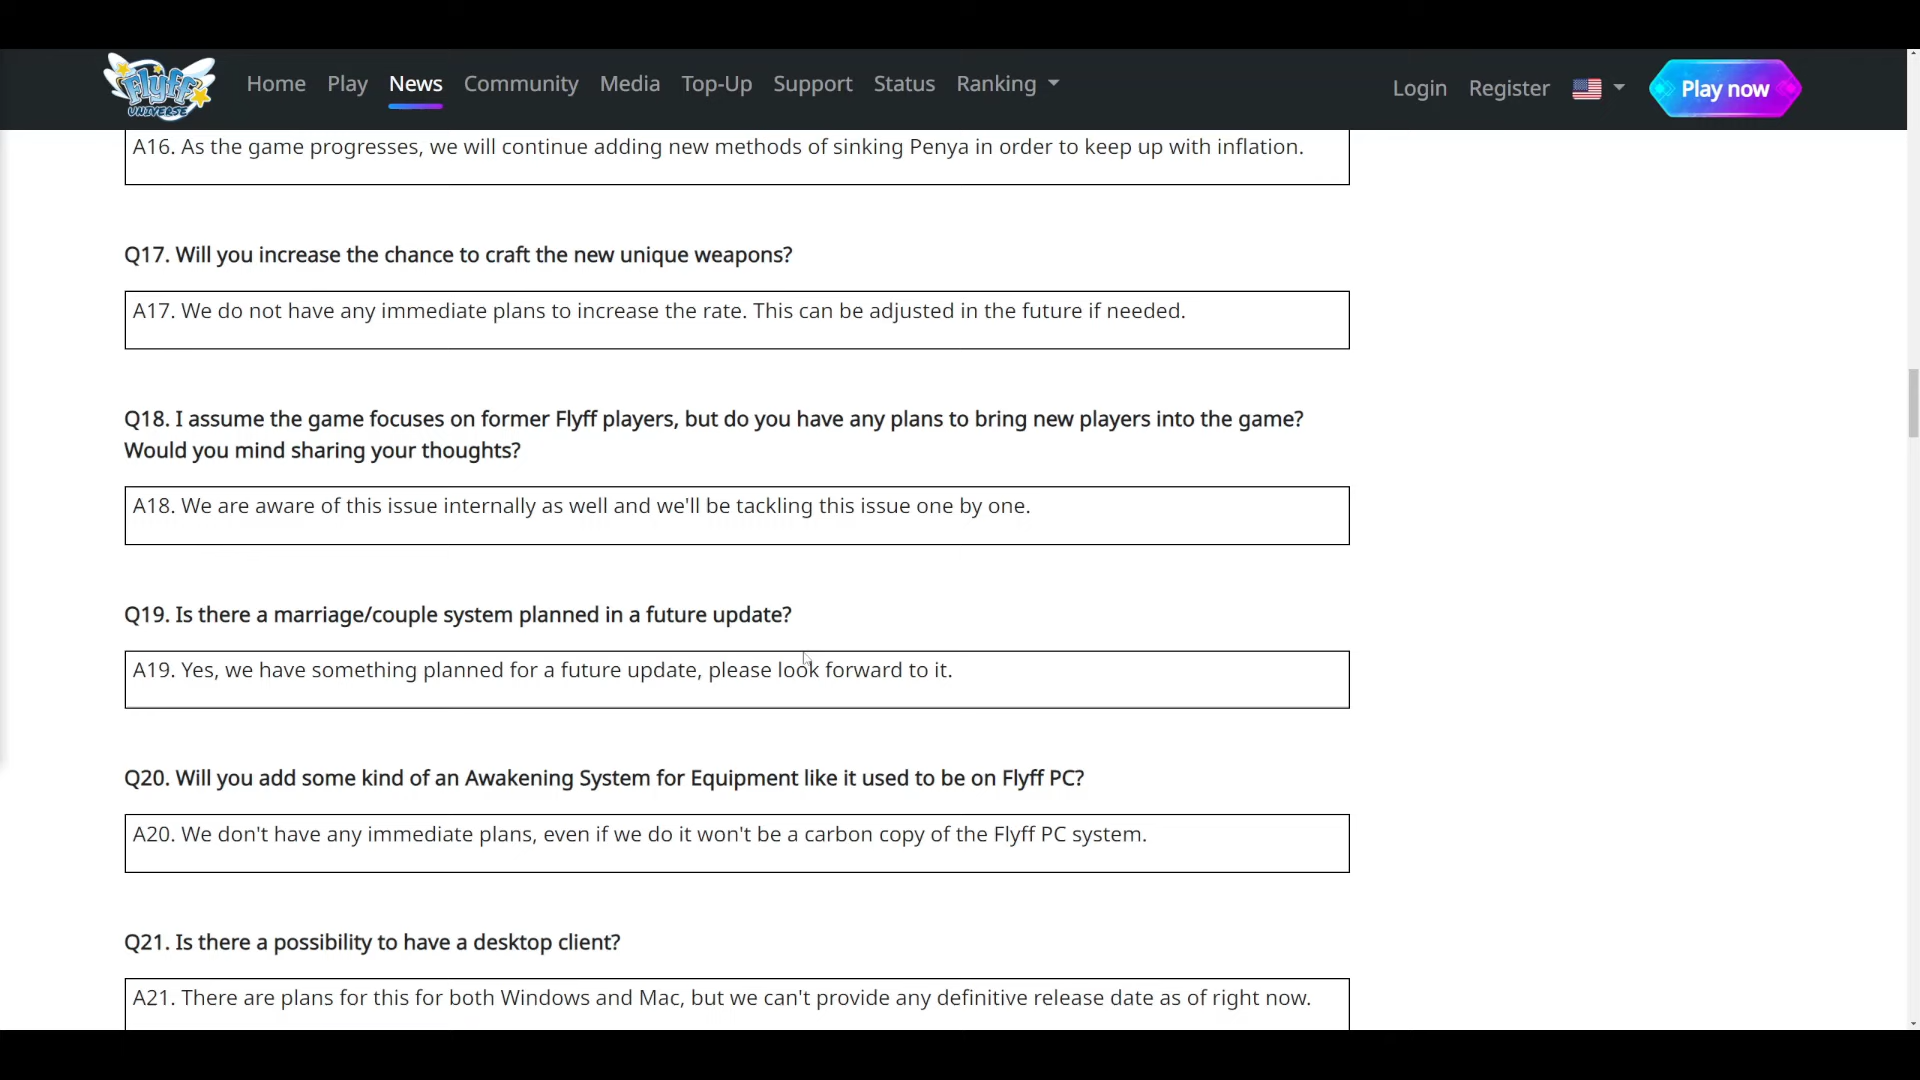 Flyff
UNIVERSE
Home Play News Community Media Top-Up Support Status Ranking
Login Register Play now
A16. As the game progresses, we will continue adding new methods of sinking Penya in order to keep up with inflation.
Q17. Will you increase the chance to craft the new unique weapons?
A17. We do not have any immediate plans to increase the rate. This can be adjusted in the future if needed.
Q18. I assume the game focuses on former Flyff players, but do you have any plans to bring new players into the game?
Would you mind sharing your thoughts?
A18. We are aware of this issue internally as well and we'll be tackling this issue one by one.
Q19. Is there a marriage/couple system planned in a future update?
A19. Yes, we have something planned for a future update, please look forward to it.
Q20. Will you add some kind of an Awakening System for Equipment like it used to be on Flyff PC?
A20. We don't have any immediate plans, even if we do it won't be a carbon copy of the Flyff PC system.
Q21. Is there a possibility to have a desktop client?
A21. There are plans for this for both Windows and Mac, but we can't provide any definitive release date as of right now.